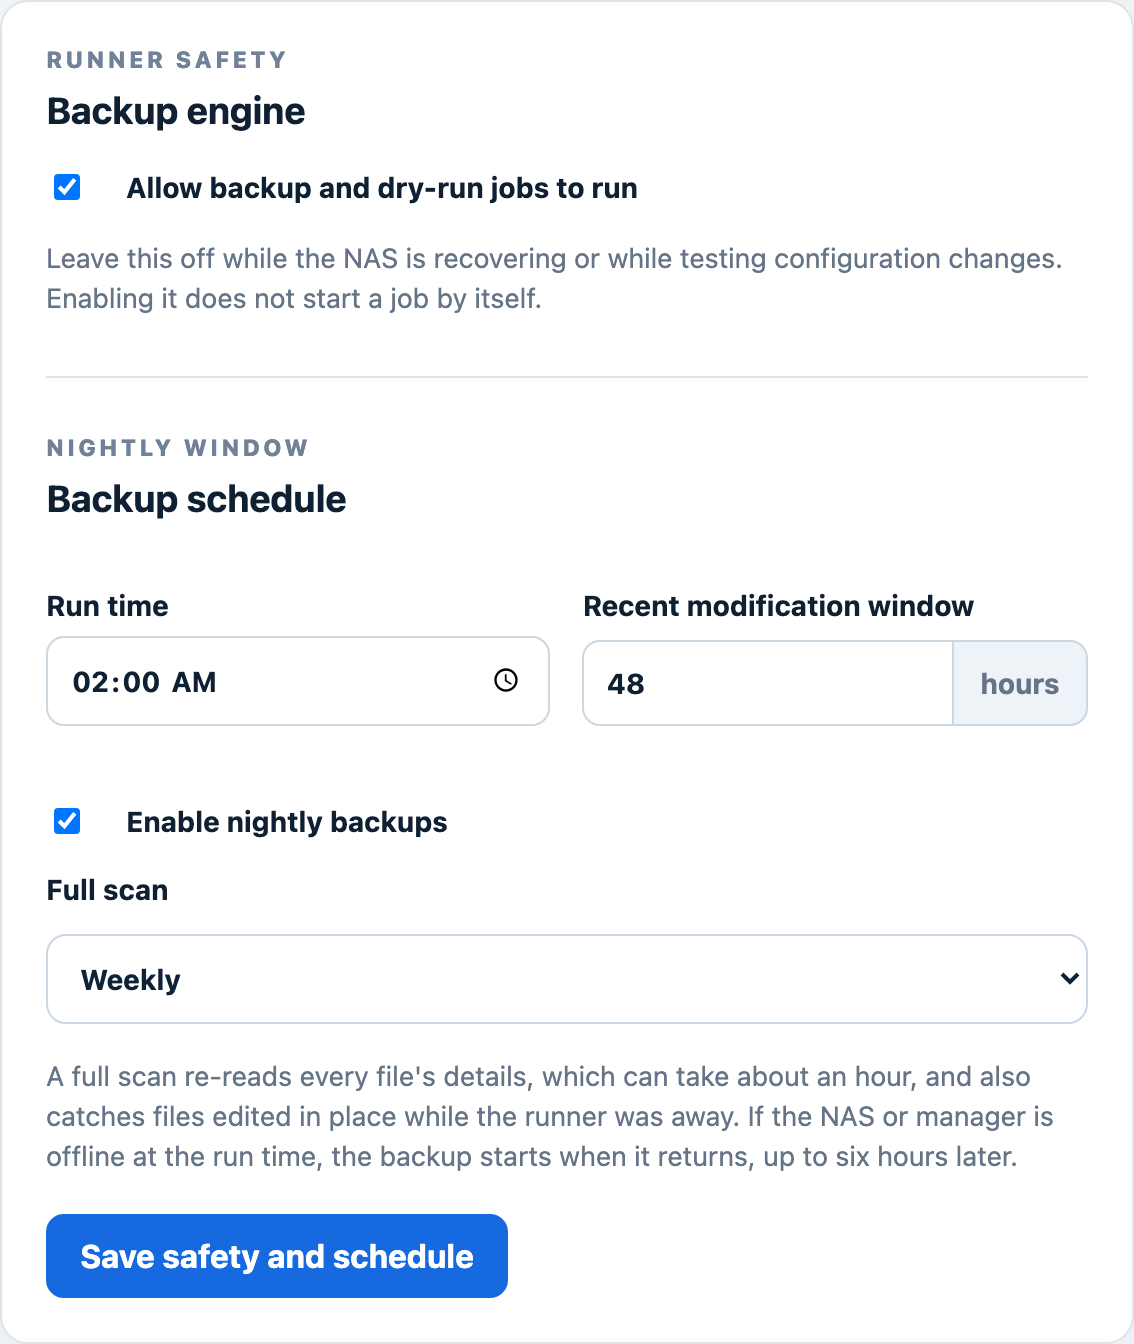 RUNNER SAFETY
Backup engine
Allow backup and dry-run jobs to run
Leave this off while the NAS is recovering or while testing configuration changes.
Enabling it does not start a job by itself.
NIGHTLY WINDOW
Backup schedule
Run time
Recent modification window
02:00 AM
48 hours
Enable nightly backups
Full scan
Weekly
A full scan re-reads every file's details, which can take about an hour, and also
catches files edited in place while the runner was away. If the NAS or manager is
offline at the run time, the backup starts when it returns, up to six hours later.
Save safety and schedule